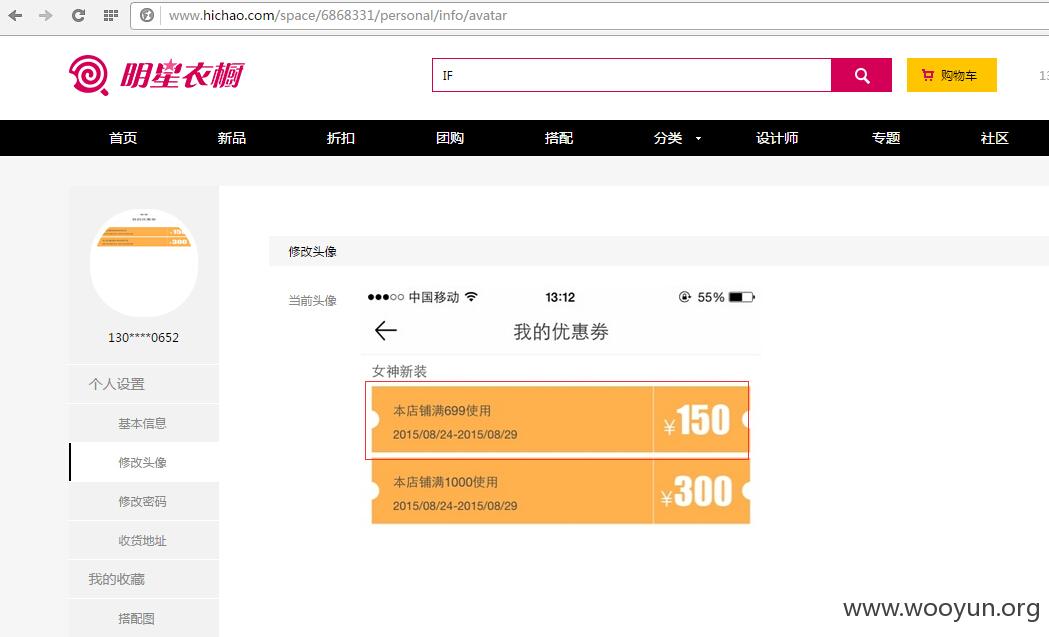 www.hichao.com/space/6868331/personal/info/avatar
明星衣橱
IF
购物车
13
首页 新品 折扣 团购 搭配 分类 设计师 专题 社区
130****0652
个人设置
基本信息
修改头像
修改密码
收货地址
我的收藏
搭配图
修改头像
当前头像
中国移动 13:12 55%
我的优惠劵
女神新装
本店铺满699使用
2015/08/24-2015/08/29
¥150
本店铺满1000使用
2015/08/24-2015/08/29
¥300
www.wooyun.org